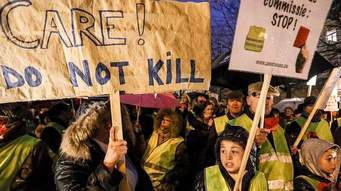 CARE!
DO NOT KILL
commissie :
STOP !